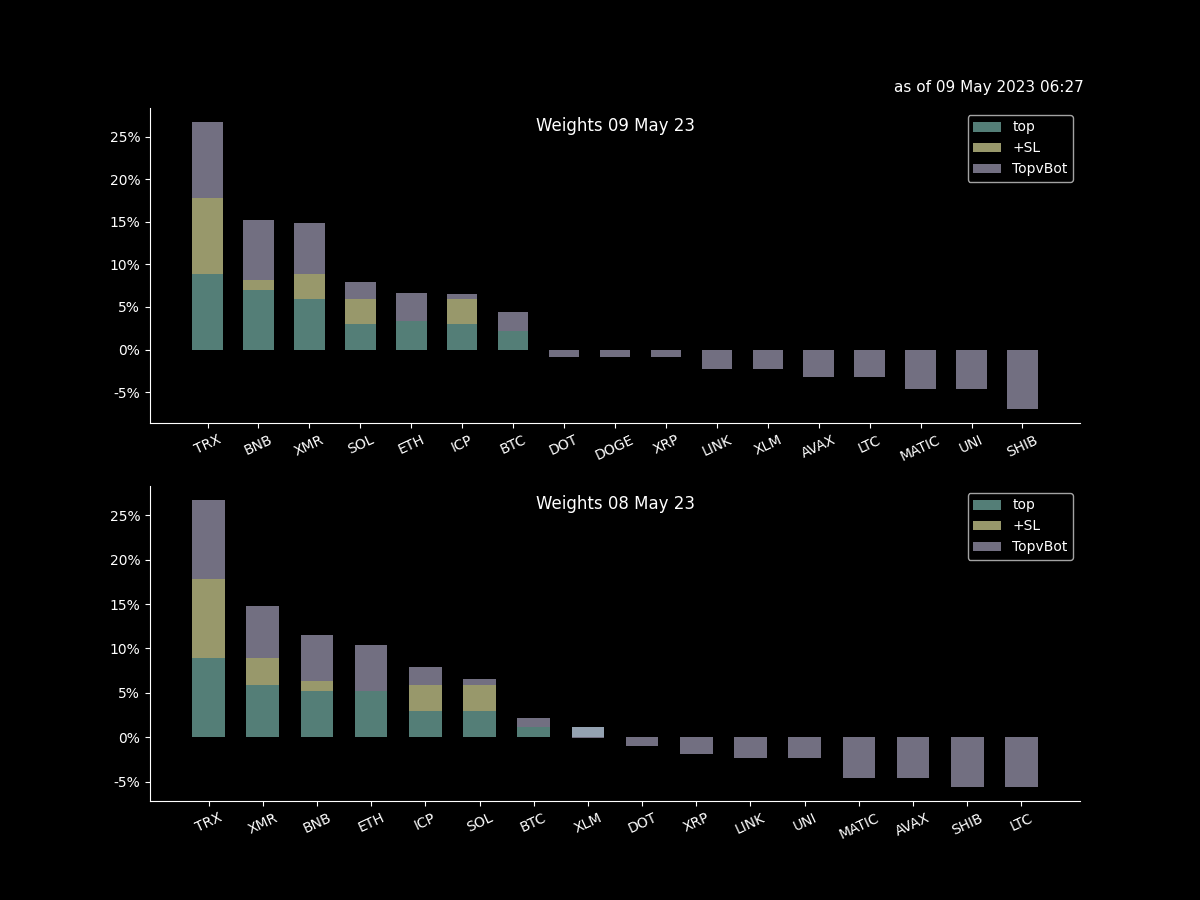 as of 09 May 2023 06:27
Weights 09 May 23
top
+SL
TopvBot
25%
20%
15%
10%
5%
0%
-5%
TRX BNB XMR SOL ETH ICP BTC DOT DOGE XRP LINK XLM AVAX LTC MATIC UNI SHIB
Weights 08 May 23
top
+SL
TopvBot
25%
20%
15%
10%
5%
0%
-5%
TRX XMR BNB ETH ICP SOL BTC XLM DOT XRP LINK UNI MATIC AVAX SHIB LTC